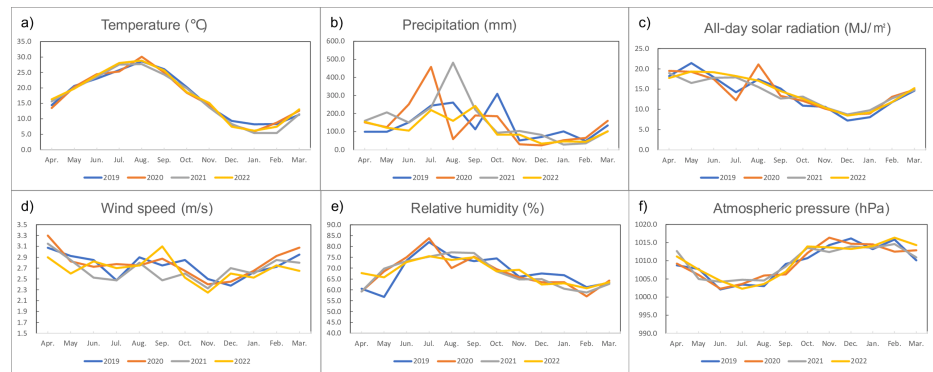 a) Temperature (℃)
35.0
30.0
25.0
20.0
15.0
10.0
5.0
0.0
Apr. May Jun. Jul. Aug. Sep. Oct. Nov. Dec. Jan. Feb. Mar.
2019 2020 2021 2022
b) Precipitation (mm)
600.0
500.0
400.0
300.0
200.0
100.0
0.0
Apr. May Jun. Jul. Aug. Sep. Oct. Nov. Dec. Jan. Feb. Mar.
2019 2020 2021 2022
c) All-day solar radiation (MJ/㎡)
25.0
20.0
15.0
10.0
5.0
0.0
Apr. May Jun. Jul. Aug. Sep. Oct. Nov. Dec. Jan. Feb. Mar.
2019 2020 2021 2022
d) Wind speed (m/s)
3.5
3.3
3.1
2.9
2.7
2.5
2.3
2.1
1.9
1.7
1.5
Apr. May Jun. Jul. Aug. Sep. Oct. Nov. Dec. Jan. Feb. Mar.
2019 2020 2021 2022
e) Relative humidity (%)
90.0
85.0
80.0
75.0
70.0
65.0
60.0
55.0
50.0
45.0
40.0
Apr. May Jun. Jul. Aug. Sep. Oct. Nov. Dec. Jan. Feb. Mar.
2019 2020 2021 2022
f) Atmospheric pressure (hPa)
1020.0
1015.0
1010.0
1005.0
1000.0
995.0
990.0
Apr. May Jun. Jul. Aug. Sep. Oct. Nov. Dec. Jan. Feb. Mar.
2019 2020 2021 2022